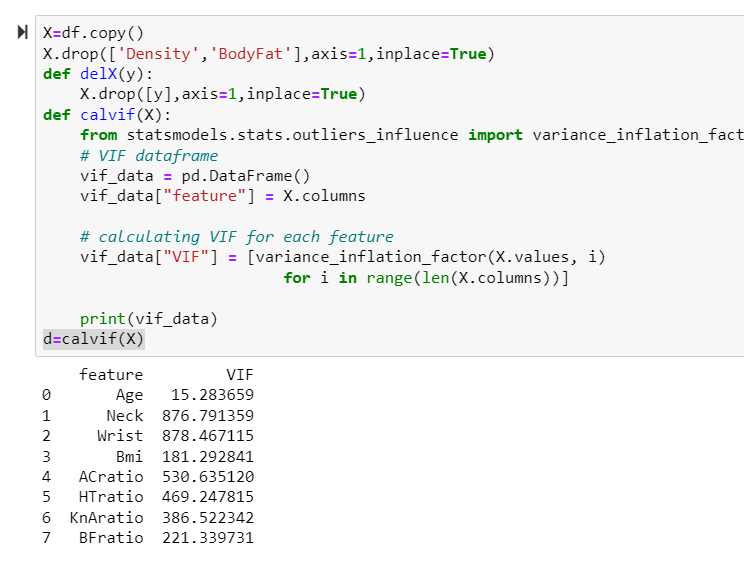 X=df.copy()
X.drop(['Density','BodyFat'],axis=1,inplace=True)
def delX(y):
    X.drop([y],axis=1,inplace=True)
def calvif(X):
    from statsmodels.stats.outliers_influence import variance_inflation_fact
    # VIF dataframe
    vif_data = pd.DataFrame()
    vif_data["feature"] = X.columns
    # calculating VIF for each feature
    vif_data["VIF"] = [variance_inflation_factor(X.values, i)
                          for i in range(len(X.columns))]
    print(vif_data)
d=calvif(X)
    feature         VIF
0       Age   15.283659
1      Neck  876.791359
2     Wrist  878.467115
3       Bmi  181.292841
4   ACratio  530.635120
5   HTratio  469.247815
6  KnAratio  386.522342
7   BFratio  221.339731